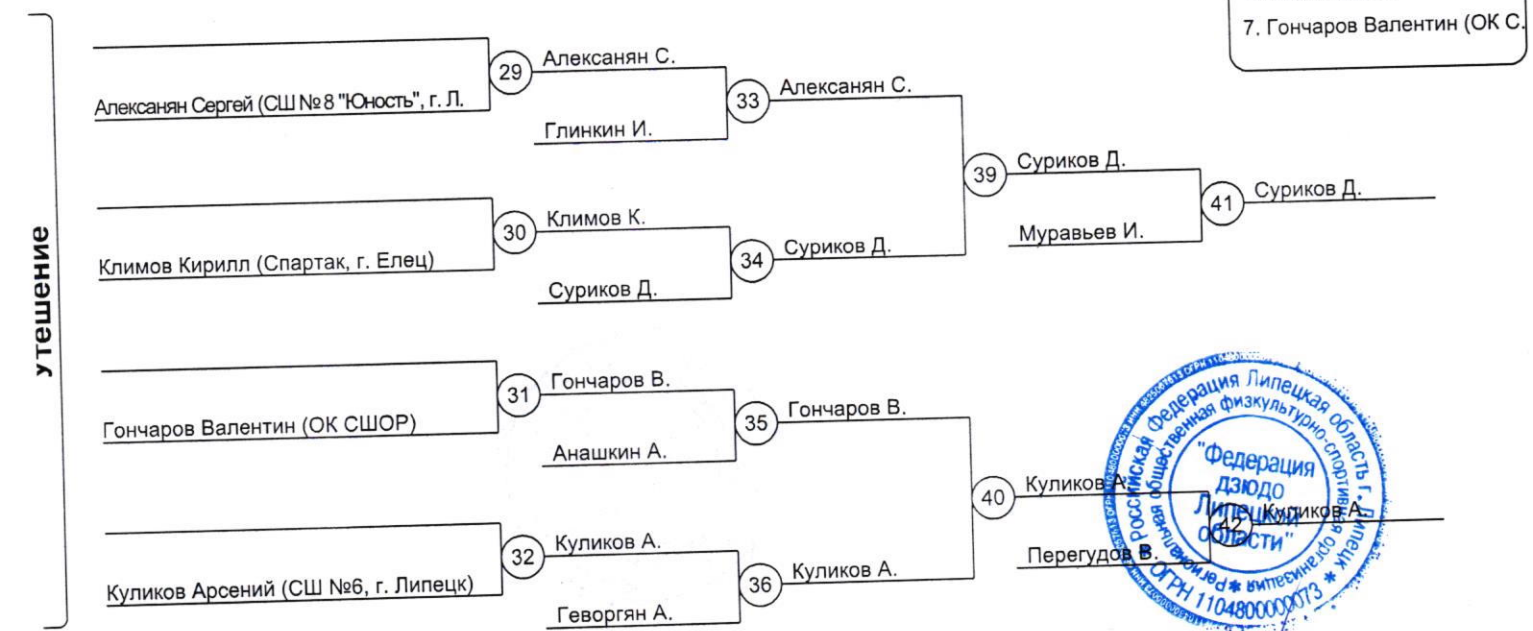 7. Гончаров Валентин (ОК С.
утешение
29
Алексанян С.
Алексанян Сергей (СШ №8 "Юность", г. Л.
33
Алексанян С.
Глинкин И.
39
Суриков Д.
30
Климов К.
41
Суриков Д.
Климов Кирилл (Спартак, г. Елец)
34
Суриков Д.
Муравьев И.
Суриков Д.
31
Гончаров В.
Гончаров Валентин (ОК СШОР)
35
Гончаров В.
Анашкин А.
40
Куликов А.
42
Куликов А.
32
Куликов А.
Перегудов В.
Куликов Арсений (СШ №6, г. Липецк)
36
Куликов А.
Геворгян А.
Российская Федерация Липецкая область г. Липецк
Региональная общественная физкультурно-спортивная организация
"Федерация
дзюдо
Липецкой
области"
ОГРН 1104800000073